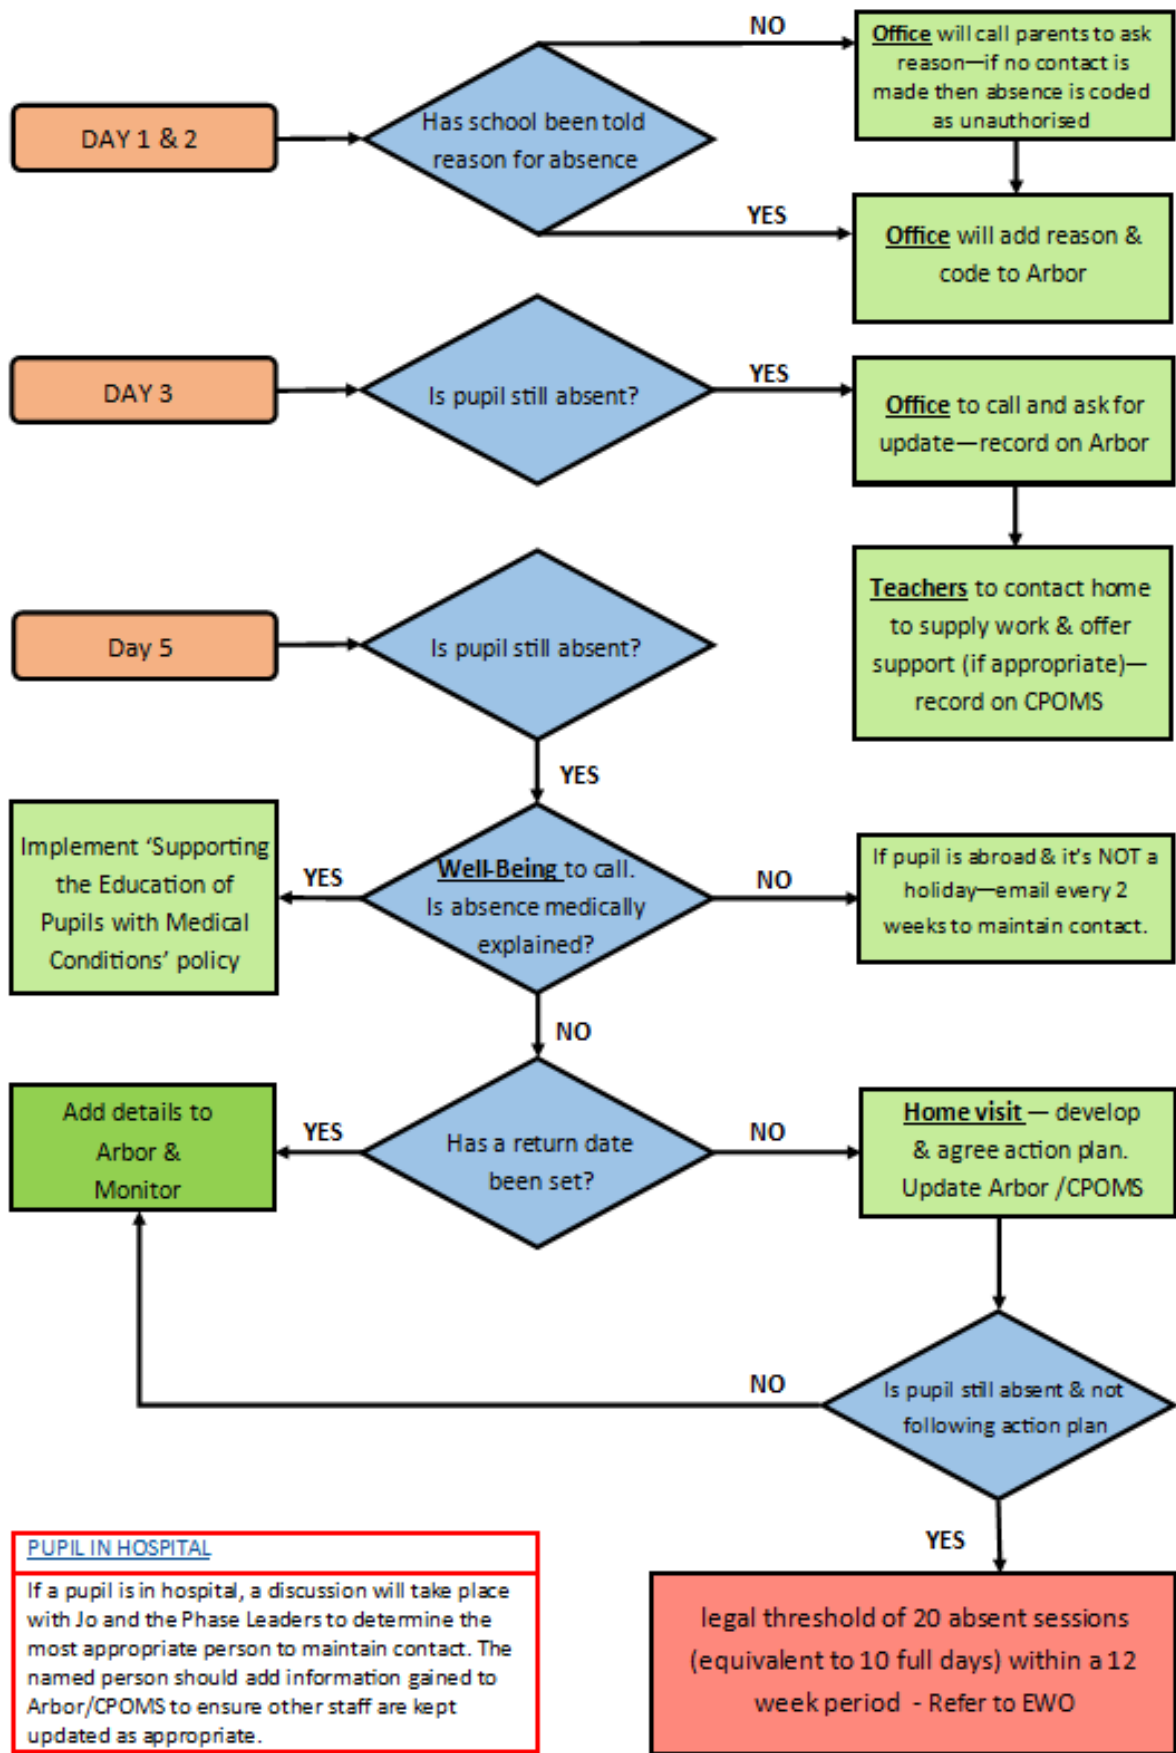 NO
Office will call parents to ask
reason—if no contact is
made then absence is coded
as unauthorised
DAY 1 & 2
Has school been told
reason for absence
YES
Office will add reason &
code to Arbor
DAY 3
Is pupil still absent?
YES
Office to call and ask for
update—record on Arbor
Teachers to contact home
to supply work & offer
support (if appropriate)—
record on CPOMS
Day 5
Is pupil still absent?
YES
Implement ‘Supporting
the Education of
Pupils with Medical
Conditions’ policy
YES
Well-Being to call.
Is absence medically
explained?
NO
If pupil is abroad & it's NOT a
holiday—email every 2
weeks to maintain contact.
NO
Add details to
Arbor &
Monitor
YES
Has a return date
been set?
NO
Home visit — develop
& agree action plan.
Update Arbor /CPOMS
NO
Is pupil still absent & not
following action plan
YES
PUPIL IN HOSPITAL
If a pupil is in hospital, a discussion will take place
with Jo and the Phase Leaders to determine the
most appropriate person to maintain contact. The
named person should add information gained to
Arbor/CPOMS to ensure other staff are kept
updated as appropriate.
legal threshold of 20 absent sessions
(equivalent to 10 full days) within a 12
week period  - Refer to EWO